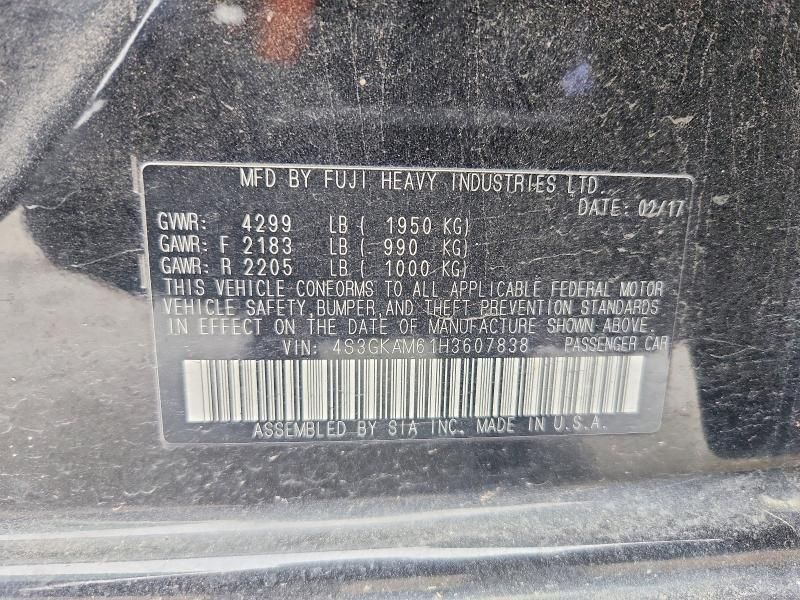 MFD BY FUJI HEAVY INDUSTRIES LTD.
DATE: 02/17
GVWR: 4299 LB ( 1950 KG)
GAWR: F 2183 LB ( 990 KG)
GAWR: R 2205 LB ( 1000 KG)
THIS VEHICLE CONFORMS TO ALL APPLICABLE FEDERAL MOTOR
VEHICLE SAFETY, BUMPER, AND THEFT PREVENTION STANDARDS
IN EFFECT ON THE DATE OF MANUFACTURE SHOWN ABOVE.
VIN: 4S3GKAM61H3607838 PASSENGER CAR
ASSEMBLED BY SIA INC. MADE IN U.S.A.